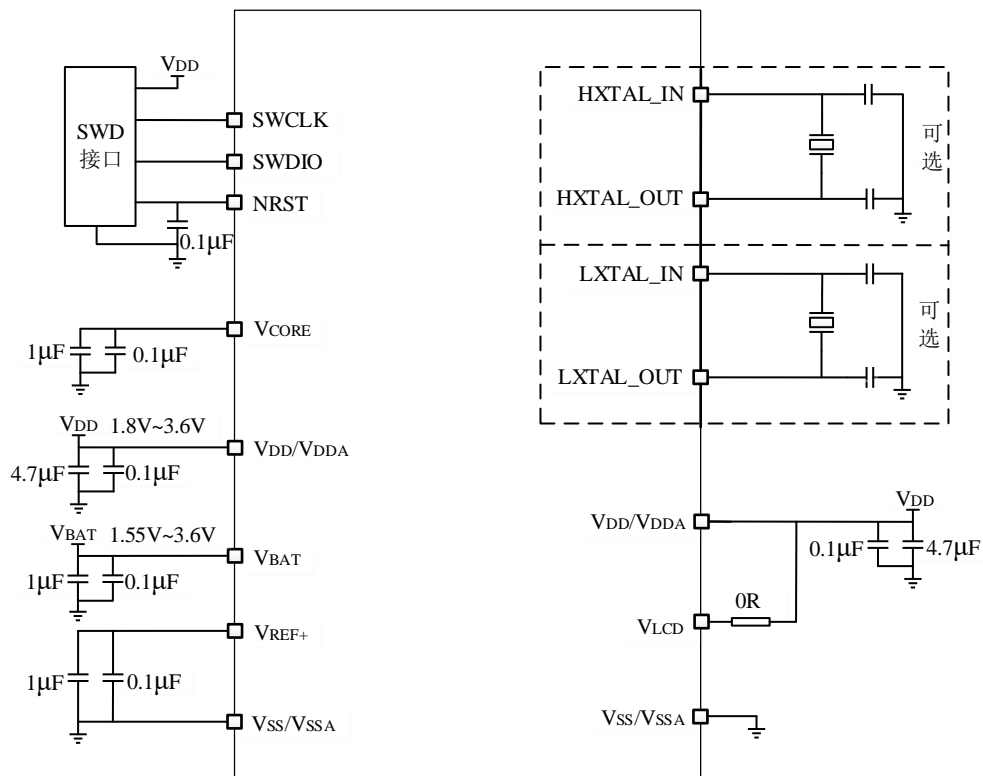 VDD
SWD
接口
SWCLK
SWDIO
NRST
0.1μF
VCORE
1μF
0.1μF
VDD
1.8V~3.6V
VDD/VDDA
4.7μF
0.1μF
VBAT
1.55V~3.6V
VBAT
1μF
0.1μF
VREF+
1μF
0.1μF
VSS/VSSA
HXTAL_IN
可选
HXTAL_OUT
LXTAL_IN
可选
LXTAL_OUT
VDD
VDD/VDDA
0.1μF
4.7μF
0R
VLCD
VSS/VSSA